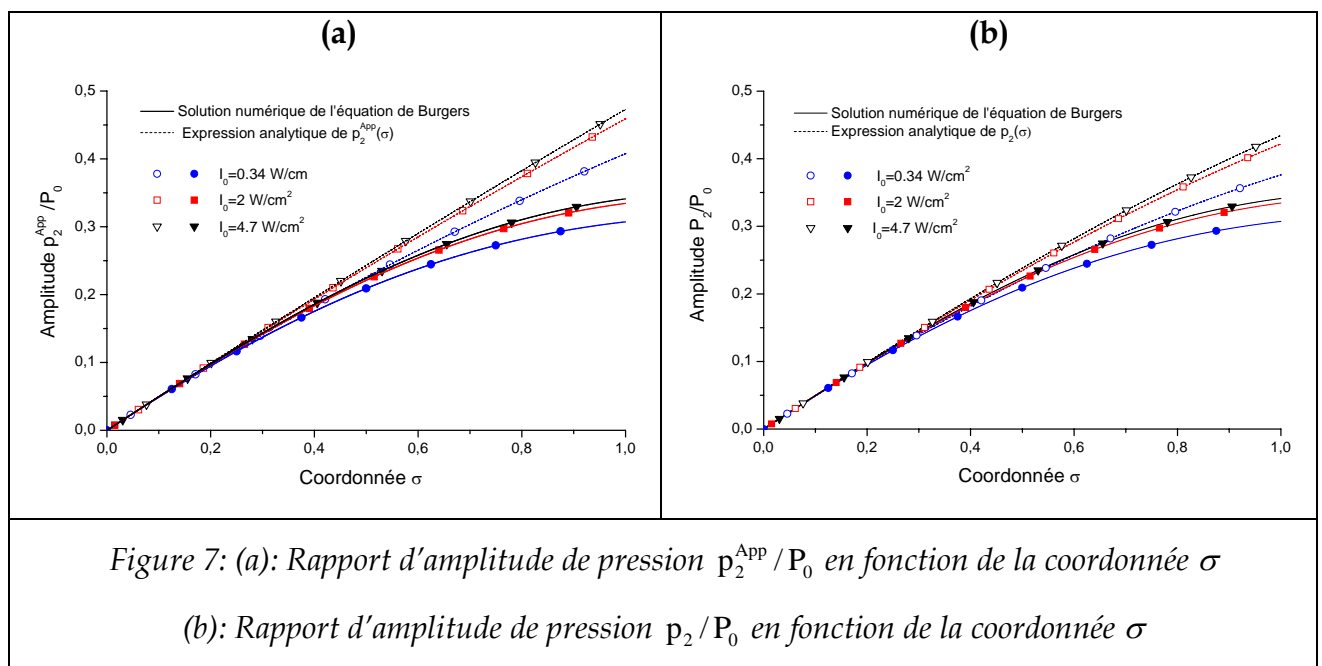 (a)
0,5
0,4
0,3
0,2
0,1
0,0
Amplitude p₂^App/P₀
Solution numérique de l'équation de Burgers
Expression analytique de p₂^App(σ)
I₀=0.34 W/cm
I₀=2 W/cm²
I₀=4.7 W/cm²
0,0 0,2 0,4 0,6 0,8 1,0
Coordonnée σ
(b)
0,5
0,4
0,3
0,2
0,1
0,0
Amplitude P₂/P₀
Solution numérique de l'équation de Burgers
Expression analytique de p₂(σ)
I₀=0.34 W/cm²
I₀=2 W/cm²
I₀=4.7 W/cm²
0,0 0,2 0,4 0,6 0,8 1,0
Coordonnée σ
Figure 7: (a): Rapport d’amplitude de pression p₂^App/P₀ en fonction de la coordonnée σ
(b): Rapport d’amplitude de pression p₂/P₀ en fonction de la coordonnée σ